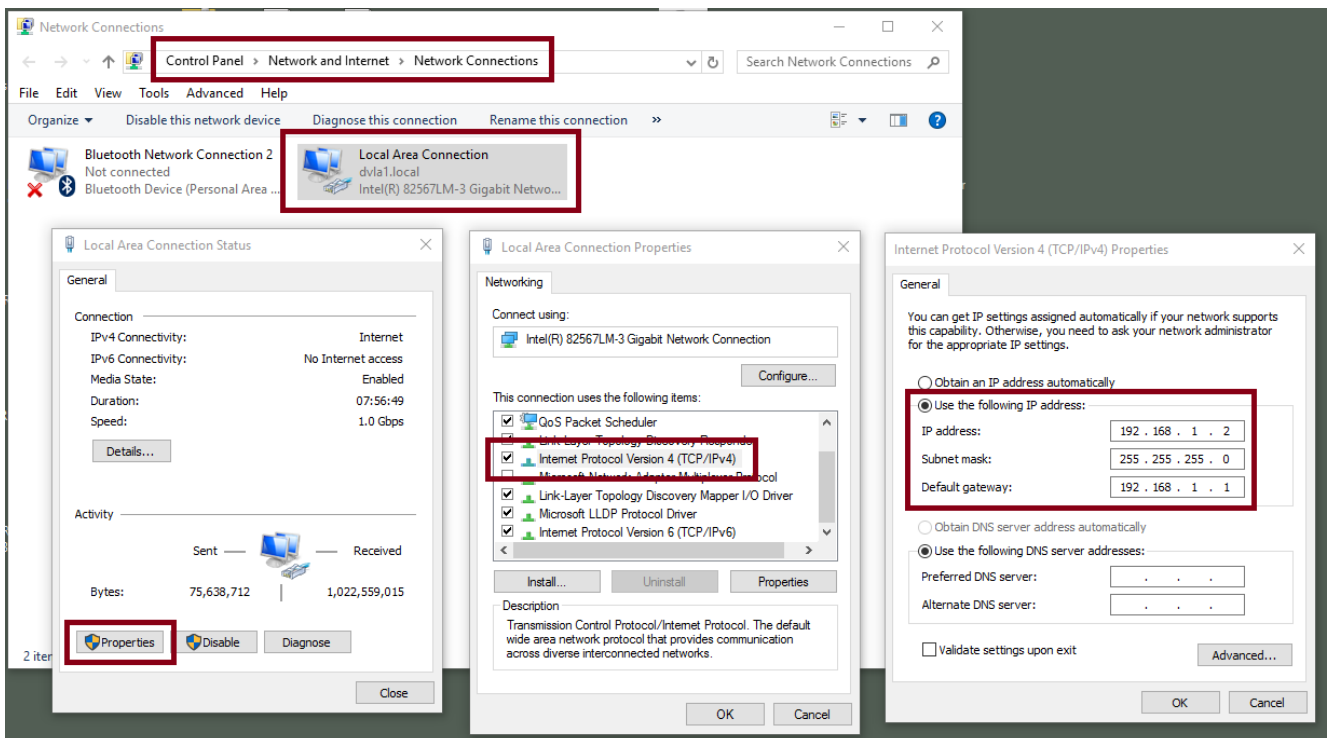 Network Connections
Control Panel > Network and Internet > Network Connections
Search Network Connections
File Edit View Tools Advanced Help
Organize Disable this network device Diagnose this connection Rename this connection »
Bluetooth Network Connection 2
Not connected
Bluetooth Device (Personal Area ...
Local Area Connection
dvla1.local
Intel(R) 82567LM-3 Gigabit Netwo...
2 iter
Local Area Connection Status
General
Connection
IPv4 Connectivity: Internet
IPv6 Connectivity: No Internet access
Media State: Enabled
Duration: 07:56:49
Speed: 1.0 Gbps
Details...
Activity
Sent Received
Bytes: 75,638,712 1,022,559,015
Properties Disable Diagnose
Close
Local Area Connection Properties
Networking
Connect using:
Intel(R) 82567LM-3 Gigabit Network Connection
Configure...
This connection uses the following items:
QoS Packet Scheduler
Link-Layer Topology Discovery Responde
Internet Protocol Version 4 (TCP/IPv4)
Microsoft Network Adapter Multiplexor Protocol
Link-Layer Topology Discovery Mapper I/O Driver
Microsoft LLDP Protocol Driver
Internet Protocol Version 6 (TCP/IPv6)
Install... Uninstall Properties
Description
Transmission Control Protocol/Internet Protocol. The default
wide area network protocol that provides communication
across diverse interconnected networks.
OK Cancel
Internet Protocol Version 4 (TCP/IPv4) Properties
General
You can get IP settings assigned automatically if your network supports
this capability. Otherwise, you need to ask your network administrator
for the appropriate IP settings.
Obtain an IP address automatically
Use the following IP address:
IP address: 192 . 168 . 1 . 2
Subnet mask: 255 . 255 . 255 . 0
Default gateway: 192 . 168 . 1 . 1
Obtain DNS server address automatically
Use the following DNS server addresses:
Preferred DNS server: . . .
Alternate DNS server: . . .
Validate settings upon exit
Advanced...
OK Cancel